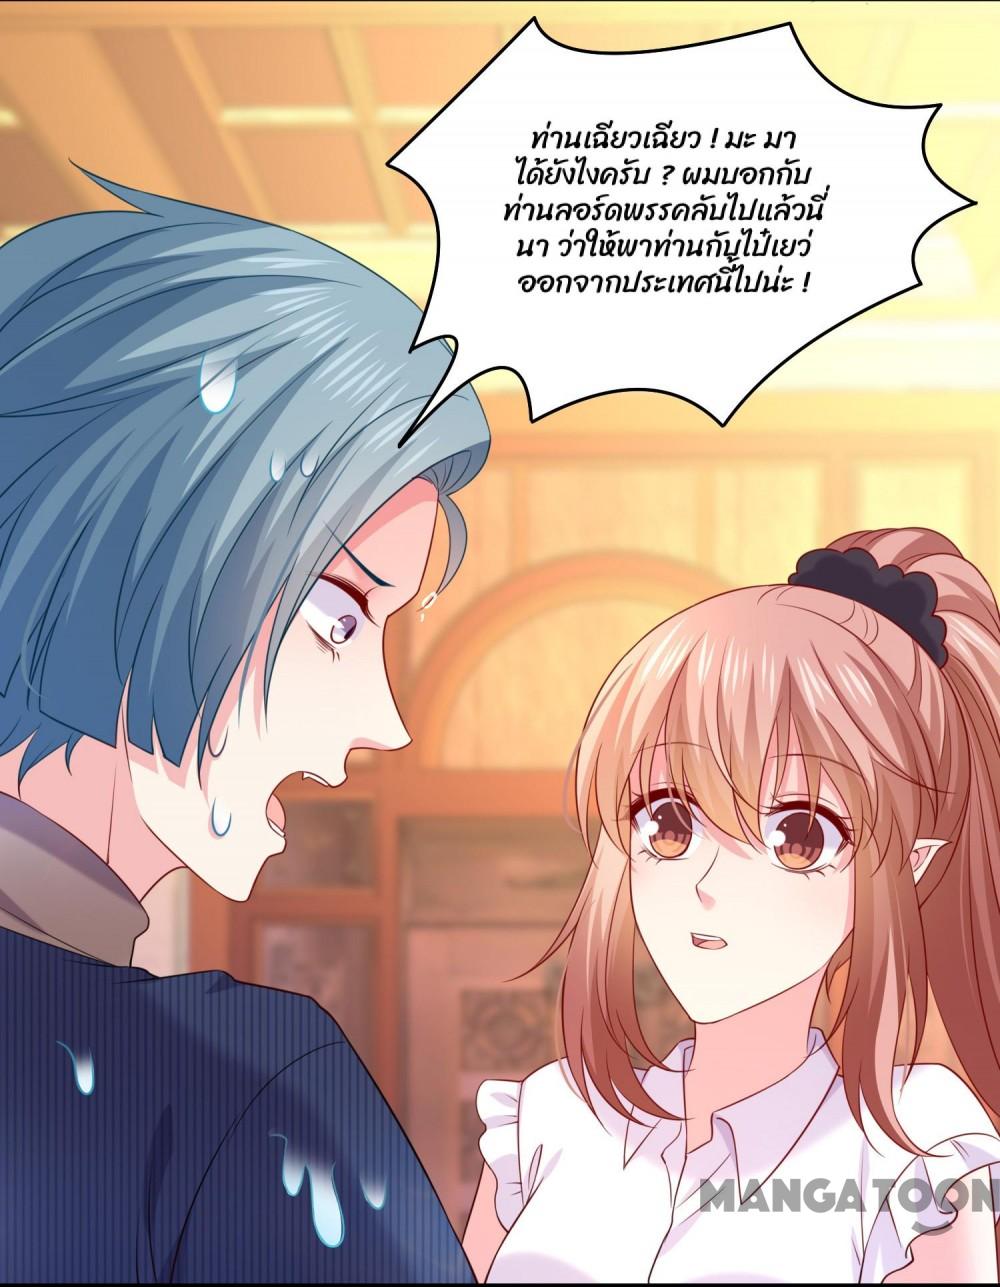 ท่านเฉียวเฉียว ! มะ มา
ได้ยังไงครับ ? ผมบอกกับ
ท่านลอร์ดพรรคลับไปแล้วนี่
นา ว่าให้พาท่านกับไป๋เยว่
ออกจากประเทศนี้ไปน่ะ !
MANGATOON